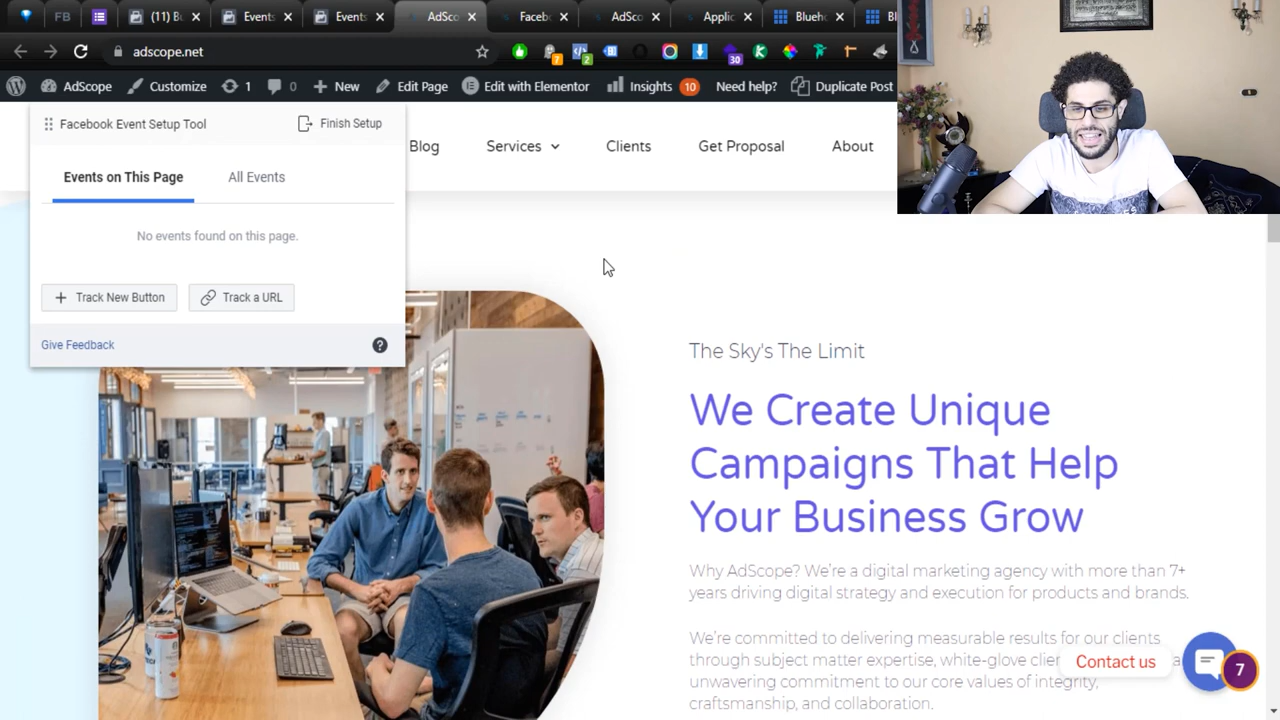 (11) B
Events
Events
AdSco
Faceb
AdSco
Applic
Blueh
Bl
adscope.net
7
2
30
AdScope
Customize
1
0
New
Edit Page
Edit with Elementor
Insights
10
Need help?
Duplicate Post
Facebook Event Setup Tool
Finish Setup
Blog
Services
Clients
Get Proposal
About
Events on This Page
All Events
No events found on this page.
Track New Button
Track a URL
Give Feedback
The Sky's The Limit
We Create Unique
Campaigns That Help
Your Business Grow
Why AdScope? We're a digital marketing agency with more than 7+
years driving digital strategy and execution for products and brands.
We're committed to delivering measurable results for our clients
through subject matter expertise, white-glove clien
unwavering commitment to our core values of integrity,
craftsmanship, and collaboration.
Contact us
7